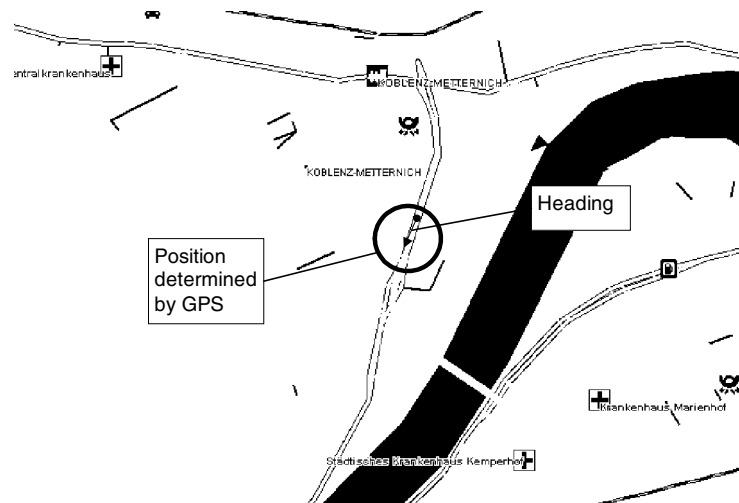 entralkrankenhaus
KOBLENZ-METTERNICH
KOBLENZ-METTERNICH
Heading
Position
determined
by GPS
Krankenhaus Marienhof
Städtisches Krankenhaus Kemperhof